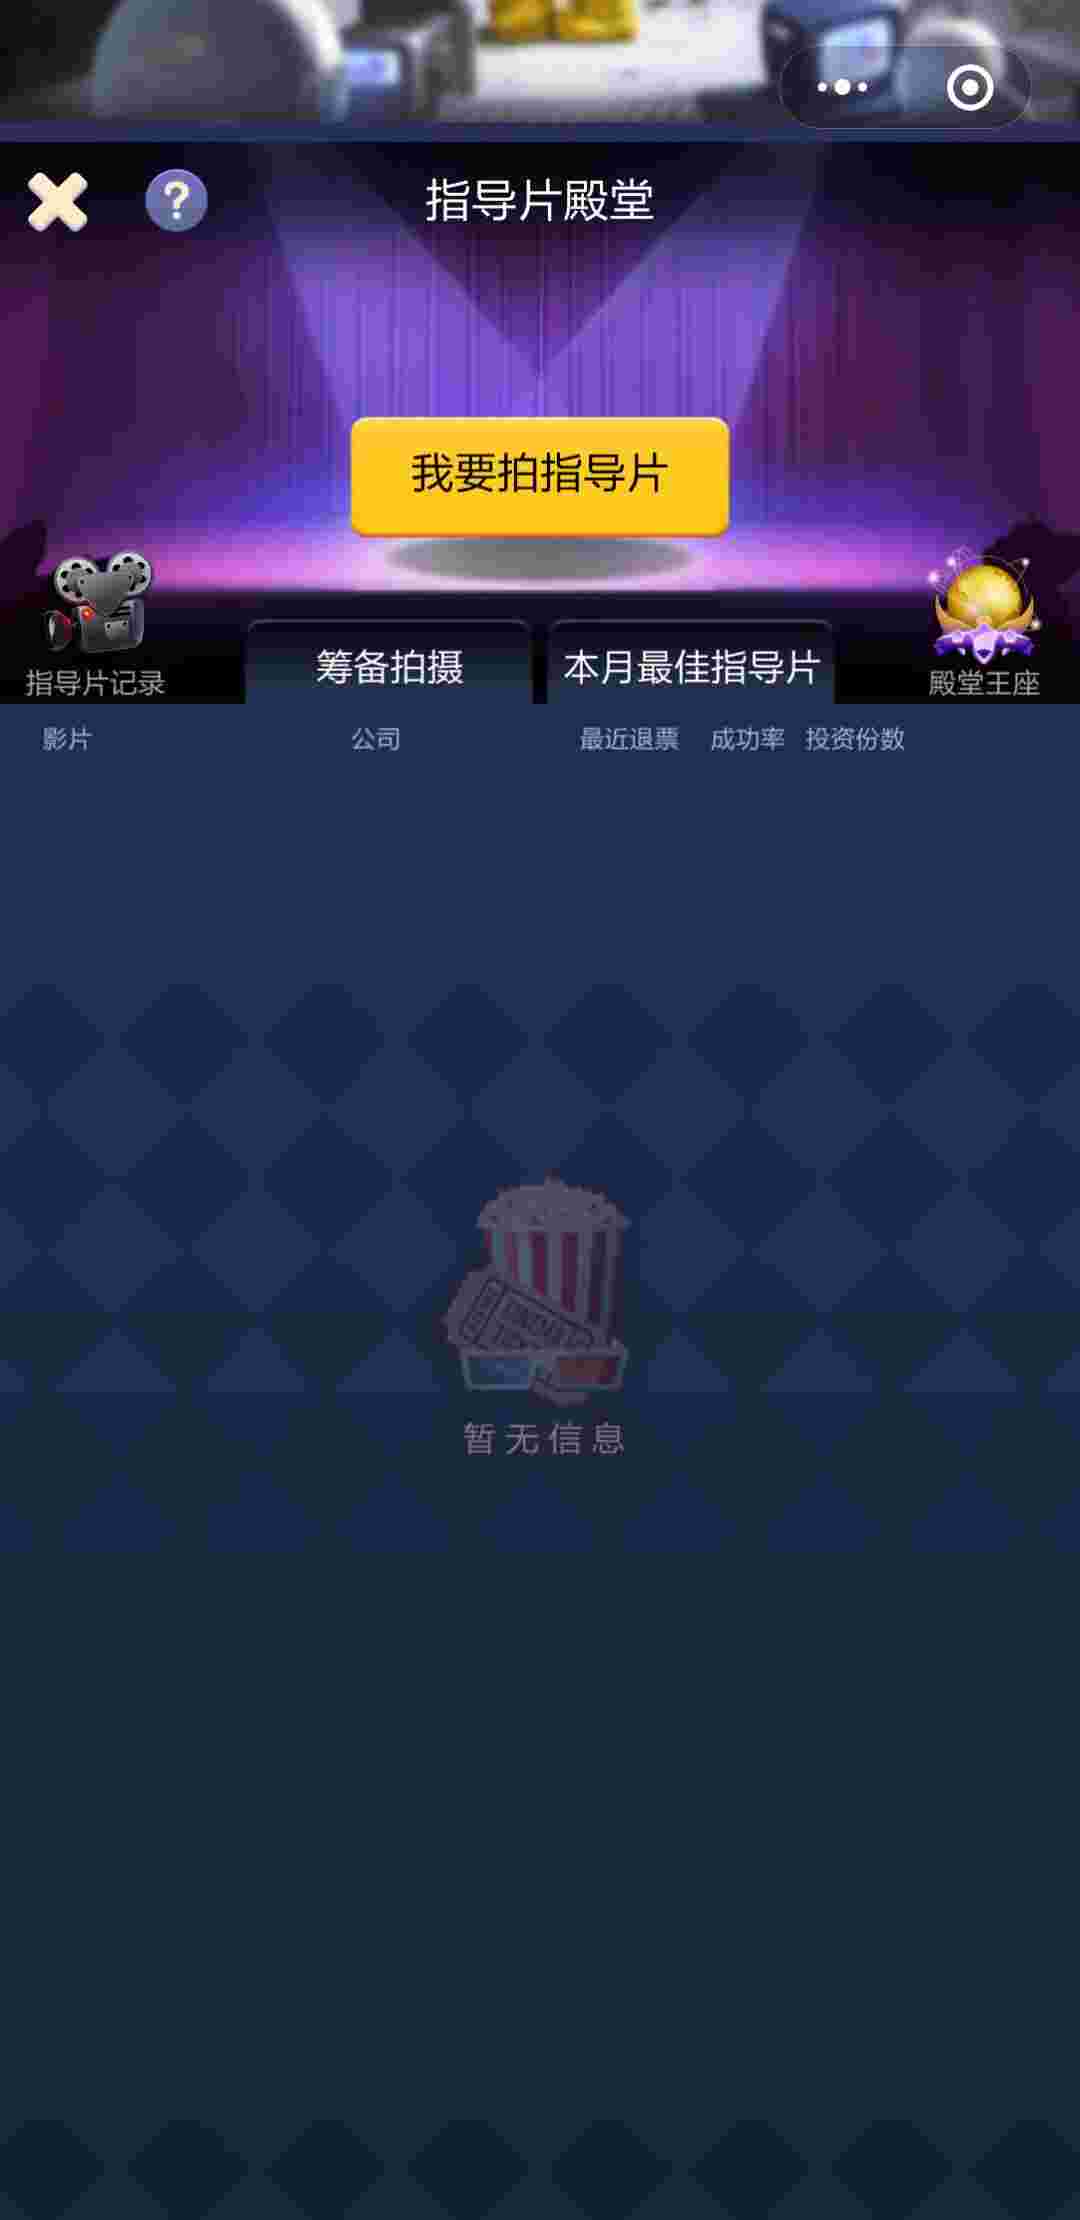 ?
指导片殿堂
我要拍指导片
指导片记录
筹备拍摄
本月最佳指导片
殿堂王座
影片 公司 最近退票 成功率 投资份数
暂无信息